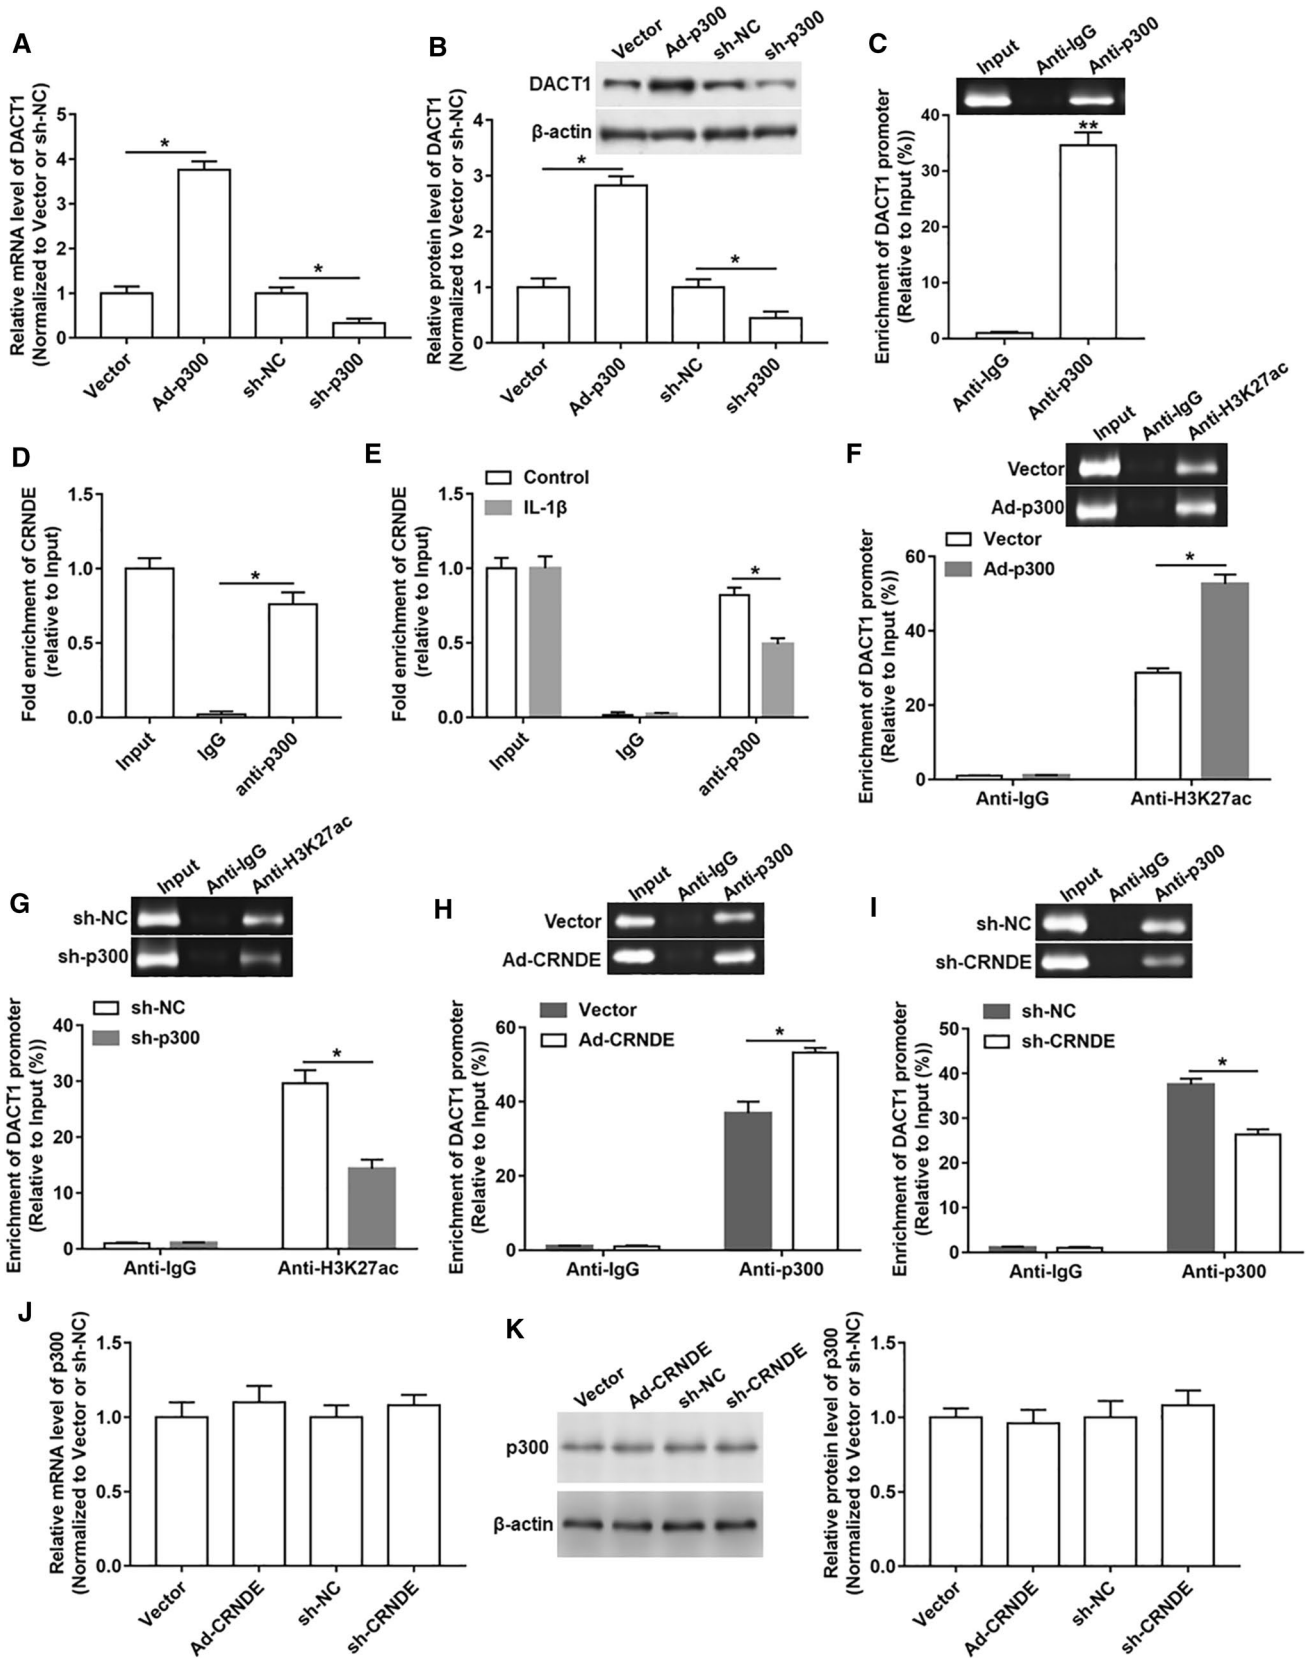 A
Relative mRNA level of DACT1
(Normalized to Vector or sh-NC)
5
4
3
2
1
0
*
*
Vector
Ad-p300
sh-NC
sh-p300
B
Vector
Ad-p300
sh-NC
sh-p300
DACT1
β-actin
Relative protein level of DACT1
(Normalized to Vector or sh-NC)
4
3
2
1
0
*
*
Vector
Ad-p300
sh-NC
sh-p300
C
Input
Anti-IgG
Anti-p300
Enrichment of DACT1 promoter
(Relative to Input (%))
40
30
20
10
0
**
Anti-IgG
Anti-p300
D
Fold enrichment of CRNDE
(relative to Input)
1.5
1.0
0.5
0.0
*
Input
IgG
anti-p300
E
Control
IL-1β
Fold enrichment of CRNDE
(relative to Input)
1.5
1.0
0.5
0.0
*
Input
IgG
anti-p300
F
Input
Anti-IgG
Anti-H3K27ac
Vector
Ad-p300
Vector
Ad-p300
Enrichment of DACT1 promoter
(Relative to Input (%))
60
40
20
0
*
Anti-IgG
Anti-H3K27ac
G
Input
Anti-IgG
Anti-H3K27ac
sh-NC
sh-p300
sh-NC
sh-p300
Enrichment of DACT1 promoter
(Relative to Input (%))
40
30
20
10
0
*
Anti-IgG
Anti-H3K27ac
H
Input
Anti-IgG
Anti-p300
Vector
Ad-CRNDE
Vector
Ad-CRNDE
Enrichment of DACT1 promoter
(Relative to Input (%))
60
40
20
0
*
Anti-IgG
Anti-p300
I
Input
Anti-IgG
Anti-p300
sh-NC
sh-CRNDE
sh-NC
sh-CRNDE
Enrichment of DACT1 promoter
(Relative to Input (%))
50
40
30
20
10
0
*
Anti-IgG
Anti-p300
J
Relative mRNA level of p300
(Normalized to Vector or sh-NC)
1.5
1.0
0.5
0.0
Vector
Ad-CRNDE
sh-NC
sh-CRNDE
K
Vector
Ad-CRNDE
sh-NC
sh-CRNDE
p300
β-actin
Relative protein level of p300
(Normalized to Vector or sh-NC)
1.5
1.0
0.5
0.0
Vector
Ad-CRNDE
sh-NC
sh-CRNDE